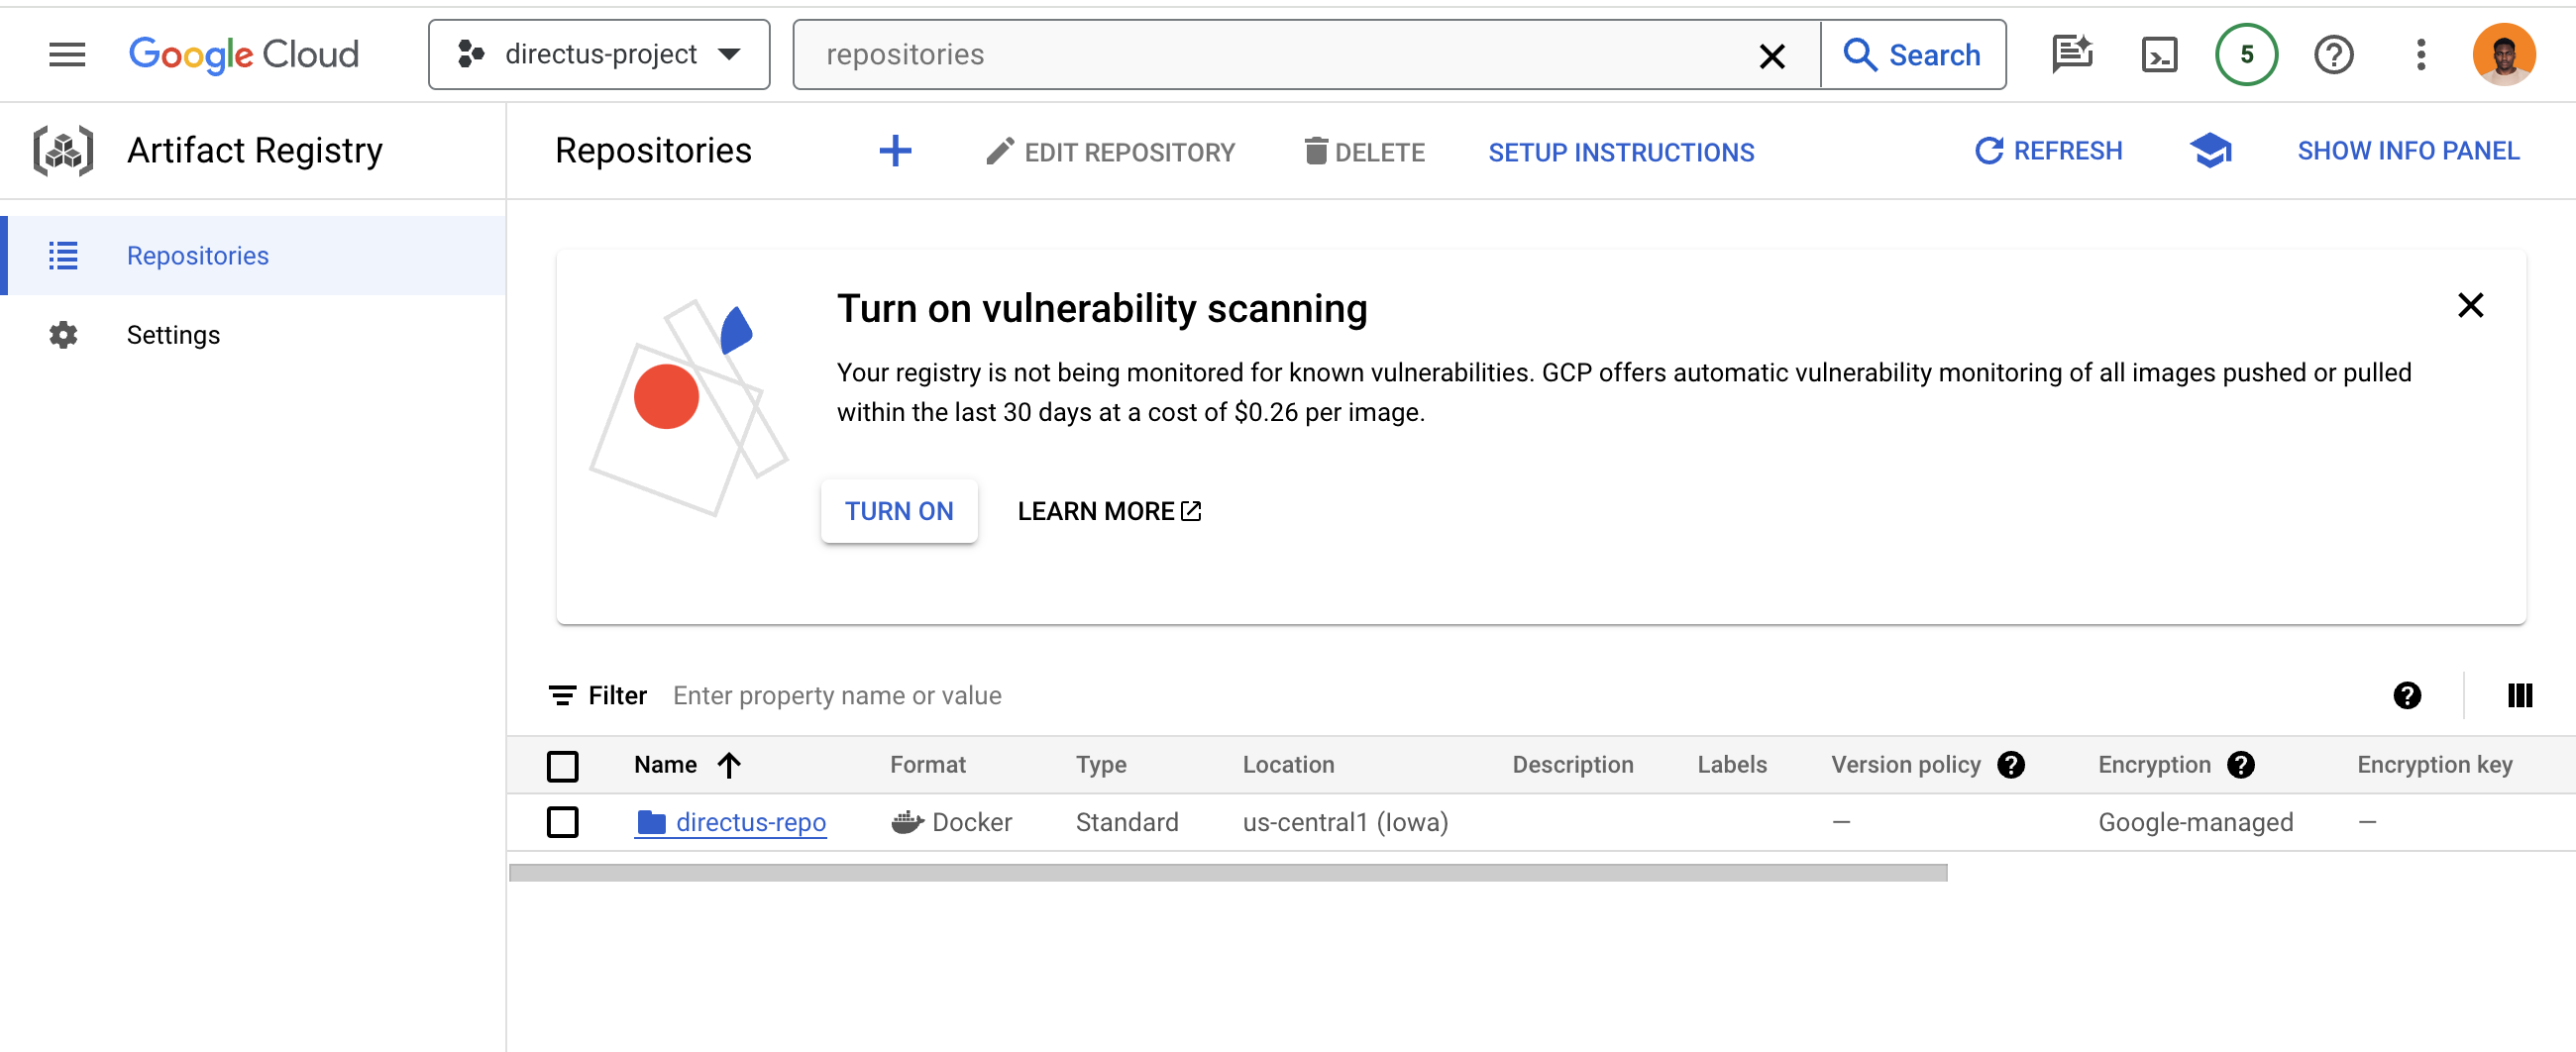 Google Cloud
directus-project
repositories
Search
5
Artifact Registry
Repositories
EDIT REPOSITORY
DELETE
SETUP INSTRUCTIONS
REFRESH
SHOW INFO PANEL
Repositories
Settings
Turn on vulnerability scanning
Your registry is not being monitored for known vulnerabilities. GCP offers automatic vulnerability monitoring of all images pushed or pulled
within the last 30 days at a cost of $0.26 per image.
TURN ON
LEARN MORE
Filter Enter property name or value
Name Format Type Location Description Labels Version policy Encryption Encryption key
directus-repo Docker Standard us-central1 (Iowa) — Google-managed —